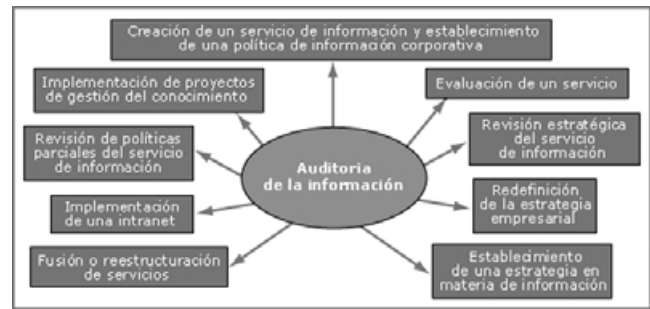 Creación de un servicio de información y establecimiento
de una política de información corporativa
Implementación de proyectos
de gestión del conocimiento
Evaluación de un servicio
Revisión de políticas
parciales del servicio
de información
Revisión estratégica
del servicio
de información
Auditoria
de la información
Implementación
de una intranet
Redefinición
de la estrategia
empresarial
Fusión o reestructuración
de servicios
Establecimiento
de una estrategia en
materia de información